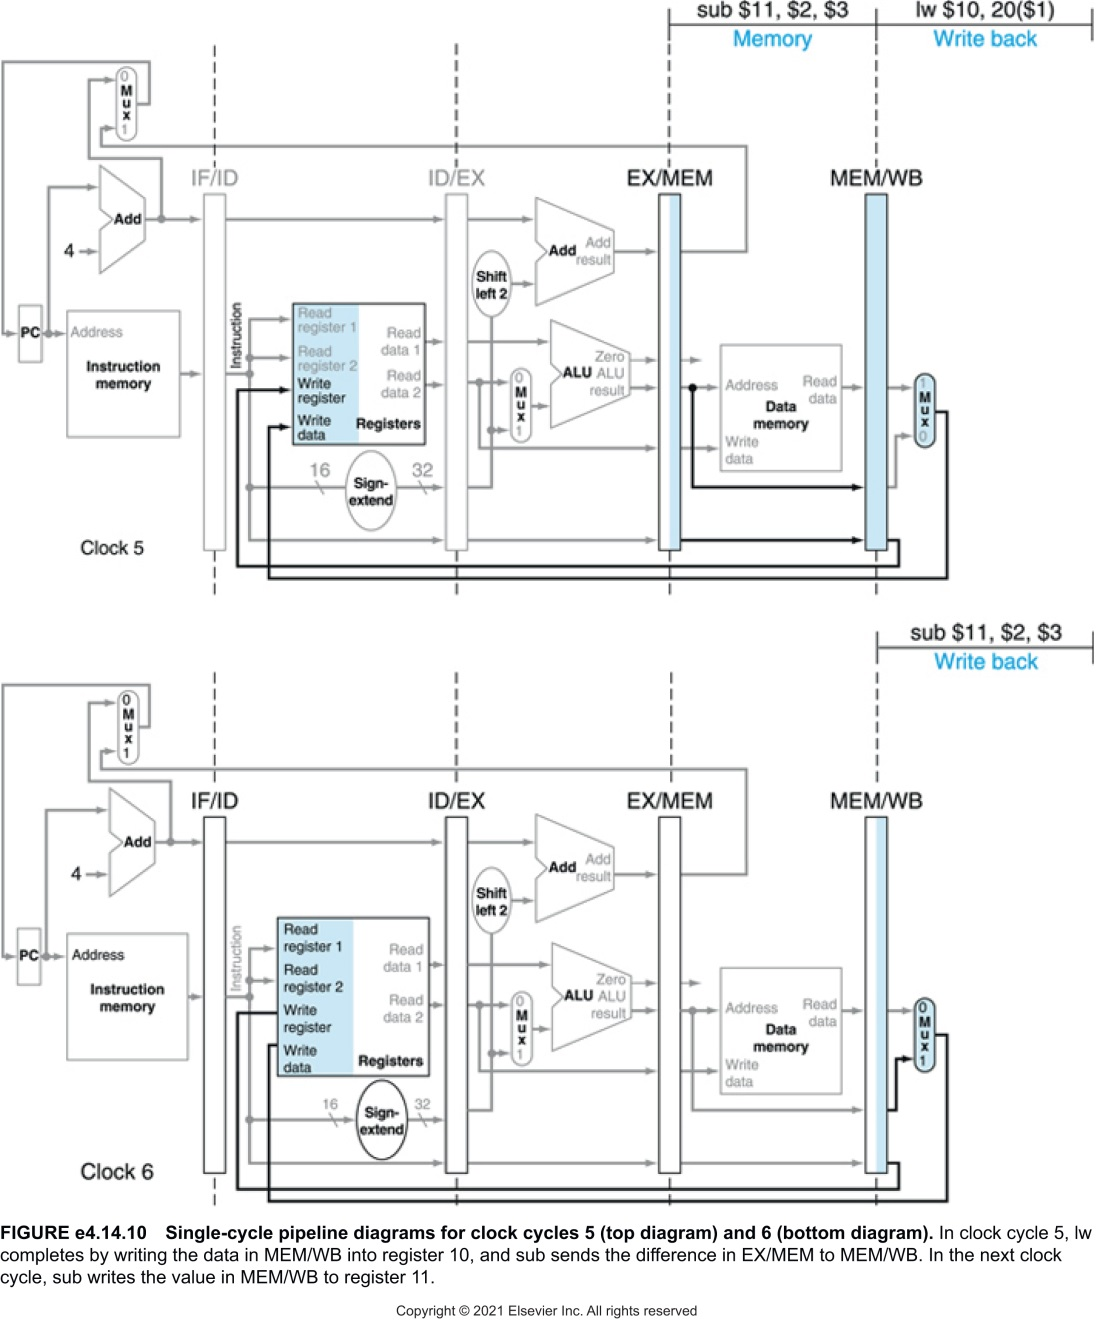 sub $11, $2, $3
lw $10, 20($1)
Memory
Write back
0
M
u
x
1
IF/ID
ID/EX
EX/MEM
MEM/WB
Add
4
Add
Add
result
Shift
left 2
PC
Address
Instruction
memory
Instruction
Read
register 1
Read
register 2
Write
register
Write
data
Read
data 1
Read
data 2
Registers
0
M
u
x
1
Zero
ALU
ALU
result
Address
Read
data
Data
memory
Write
data
1
M
u
x
0
16
Sign-
extend
32
Clock 5
sub $11, $2, $3
Write back
0
M
u
x
1
IF/ID
ID/EX
EX/MEM
MEM/WB
Add
4
Add
Add
result
Shift
left 2
PC
Address
Instruction
memory
Instruction
Read
register 1
Read
register 2
Write
register
Write
data
Read
data 1
Read
data 2
Registers
0
M
u
x
1
Zero
ALU
ALU
result
Address
Read
data
Data
memory
Write
data
0
M
u
x
1
16
Sign-
extend
32
Clock 6
FIGURE e4.14.10 Single-cycle pipeline diagrams for clock cycles 5 (top diagram) and 6 (bottom diagram). In clock cycle 5, lw
completes by writing the data in MEM/WB into register 10, and sub sends the difference in EX/MEM to MEM/WB. In the next clock
cycle, sub writes the value in MEM/WB to register 11.
Copyright © 2021 Elsevier Inc. All rights reserved